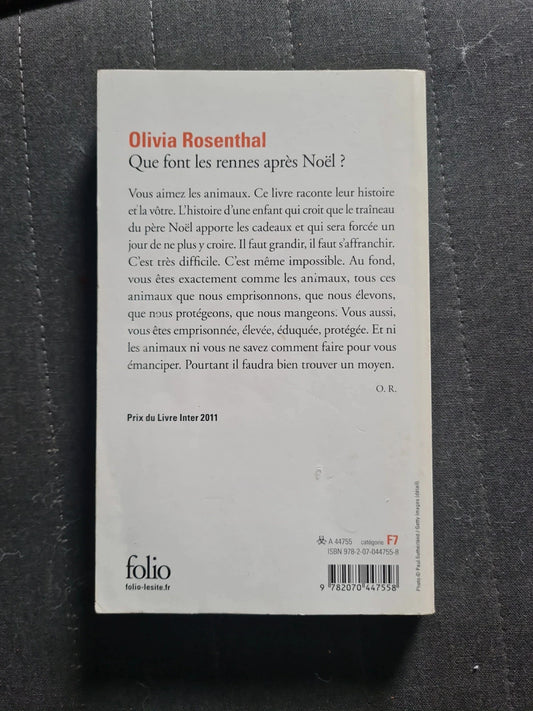 Olivia Rosenthal
Que font les rennes après Noël ?
Vous aimez les animaux. Ce livre raconte leur histoire
et la vôtre. L'histoire d'une enfant qui croit que le traîneau
du père Noël apporte les cadeaux et qui sera forcée un
jour de ne plus y croire. Il faut grandir, il faut s'affranchir.
C'est très difficile. C'est même impossible. Au fond,
vous êtes exactement comme les animaux, tous ces
animaux que nous emprisonnons, que nous élevons,
que nous protégeons, que nous mangeons. Vous aussi,
vous êtes emprisonnée, élevée, éduquée, protégée. Et ni
les animaux ni vous ne savez comment faire pour vous
émanciper. Pourtant il faudra bien trouver un moyen.
O. R.
Prix du Livre Inter 2011
A 44755 catégorie F7
ISBN 978-2-07-044755-8
9 782070 447558
folio
folio-lesite.fr
Photo © Paul Sutherland / Getty Images (détail).